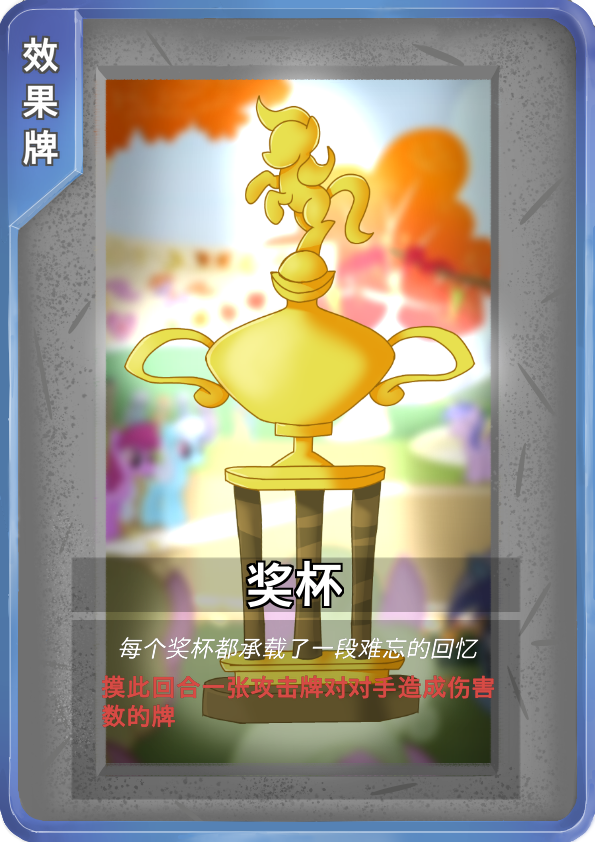 效果牌
奖杯
每个奖杯都承载了一段难忘的回忆
摸此回合一张攻击牌对对手造成伤害
数的牌